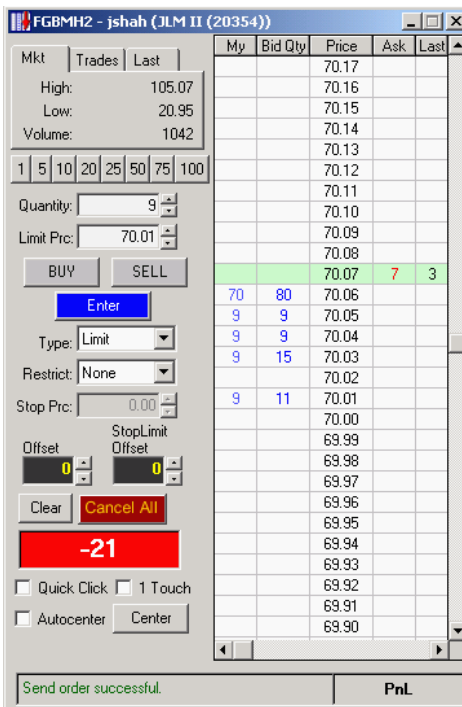 FGBMH2 - jshah (JLM II (20354))
Mkt Trades Last
High: 105.07
Low: 20.95
Volume: 1042
1 5 10 20 25 50 75 100
Quantity: 9
Limit Prc: 70.01
BUY SELL
Enter
Type: Limit
Restrict: None
Stop Prc: 0.00
Offset StopLimit Offset
0 0
Clear Cancel All
-21
Quick Click 1 Touch
Autocenter Center
My Bid Qty Price Ask Last
70.17
70.16
70.15
70.14
70.13
70.12
70.11
70.10
70.09
70.08
70.07 7 3
70 80 70.06
9 9 70.05
9 9 70.04
9 15 70.03
70.02
9 11 70.01
70.00
69.99
69.98
69.97
69.96
69.95
69.94
69.93
69.92
69.91
69.90
Send order successful. PnL